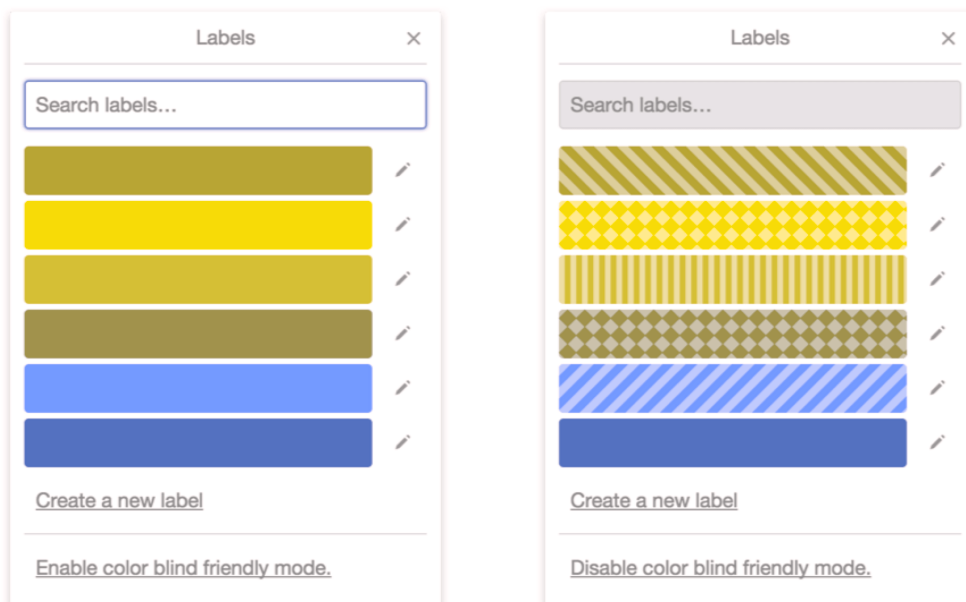 Labels
Search labels...
Create a new label
Enable color blind friendly mode.
Labels
Search labels...
Create a new label
Disable color blind friendly mode.